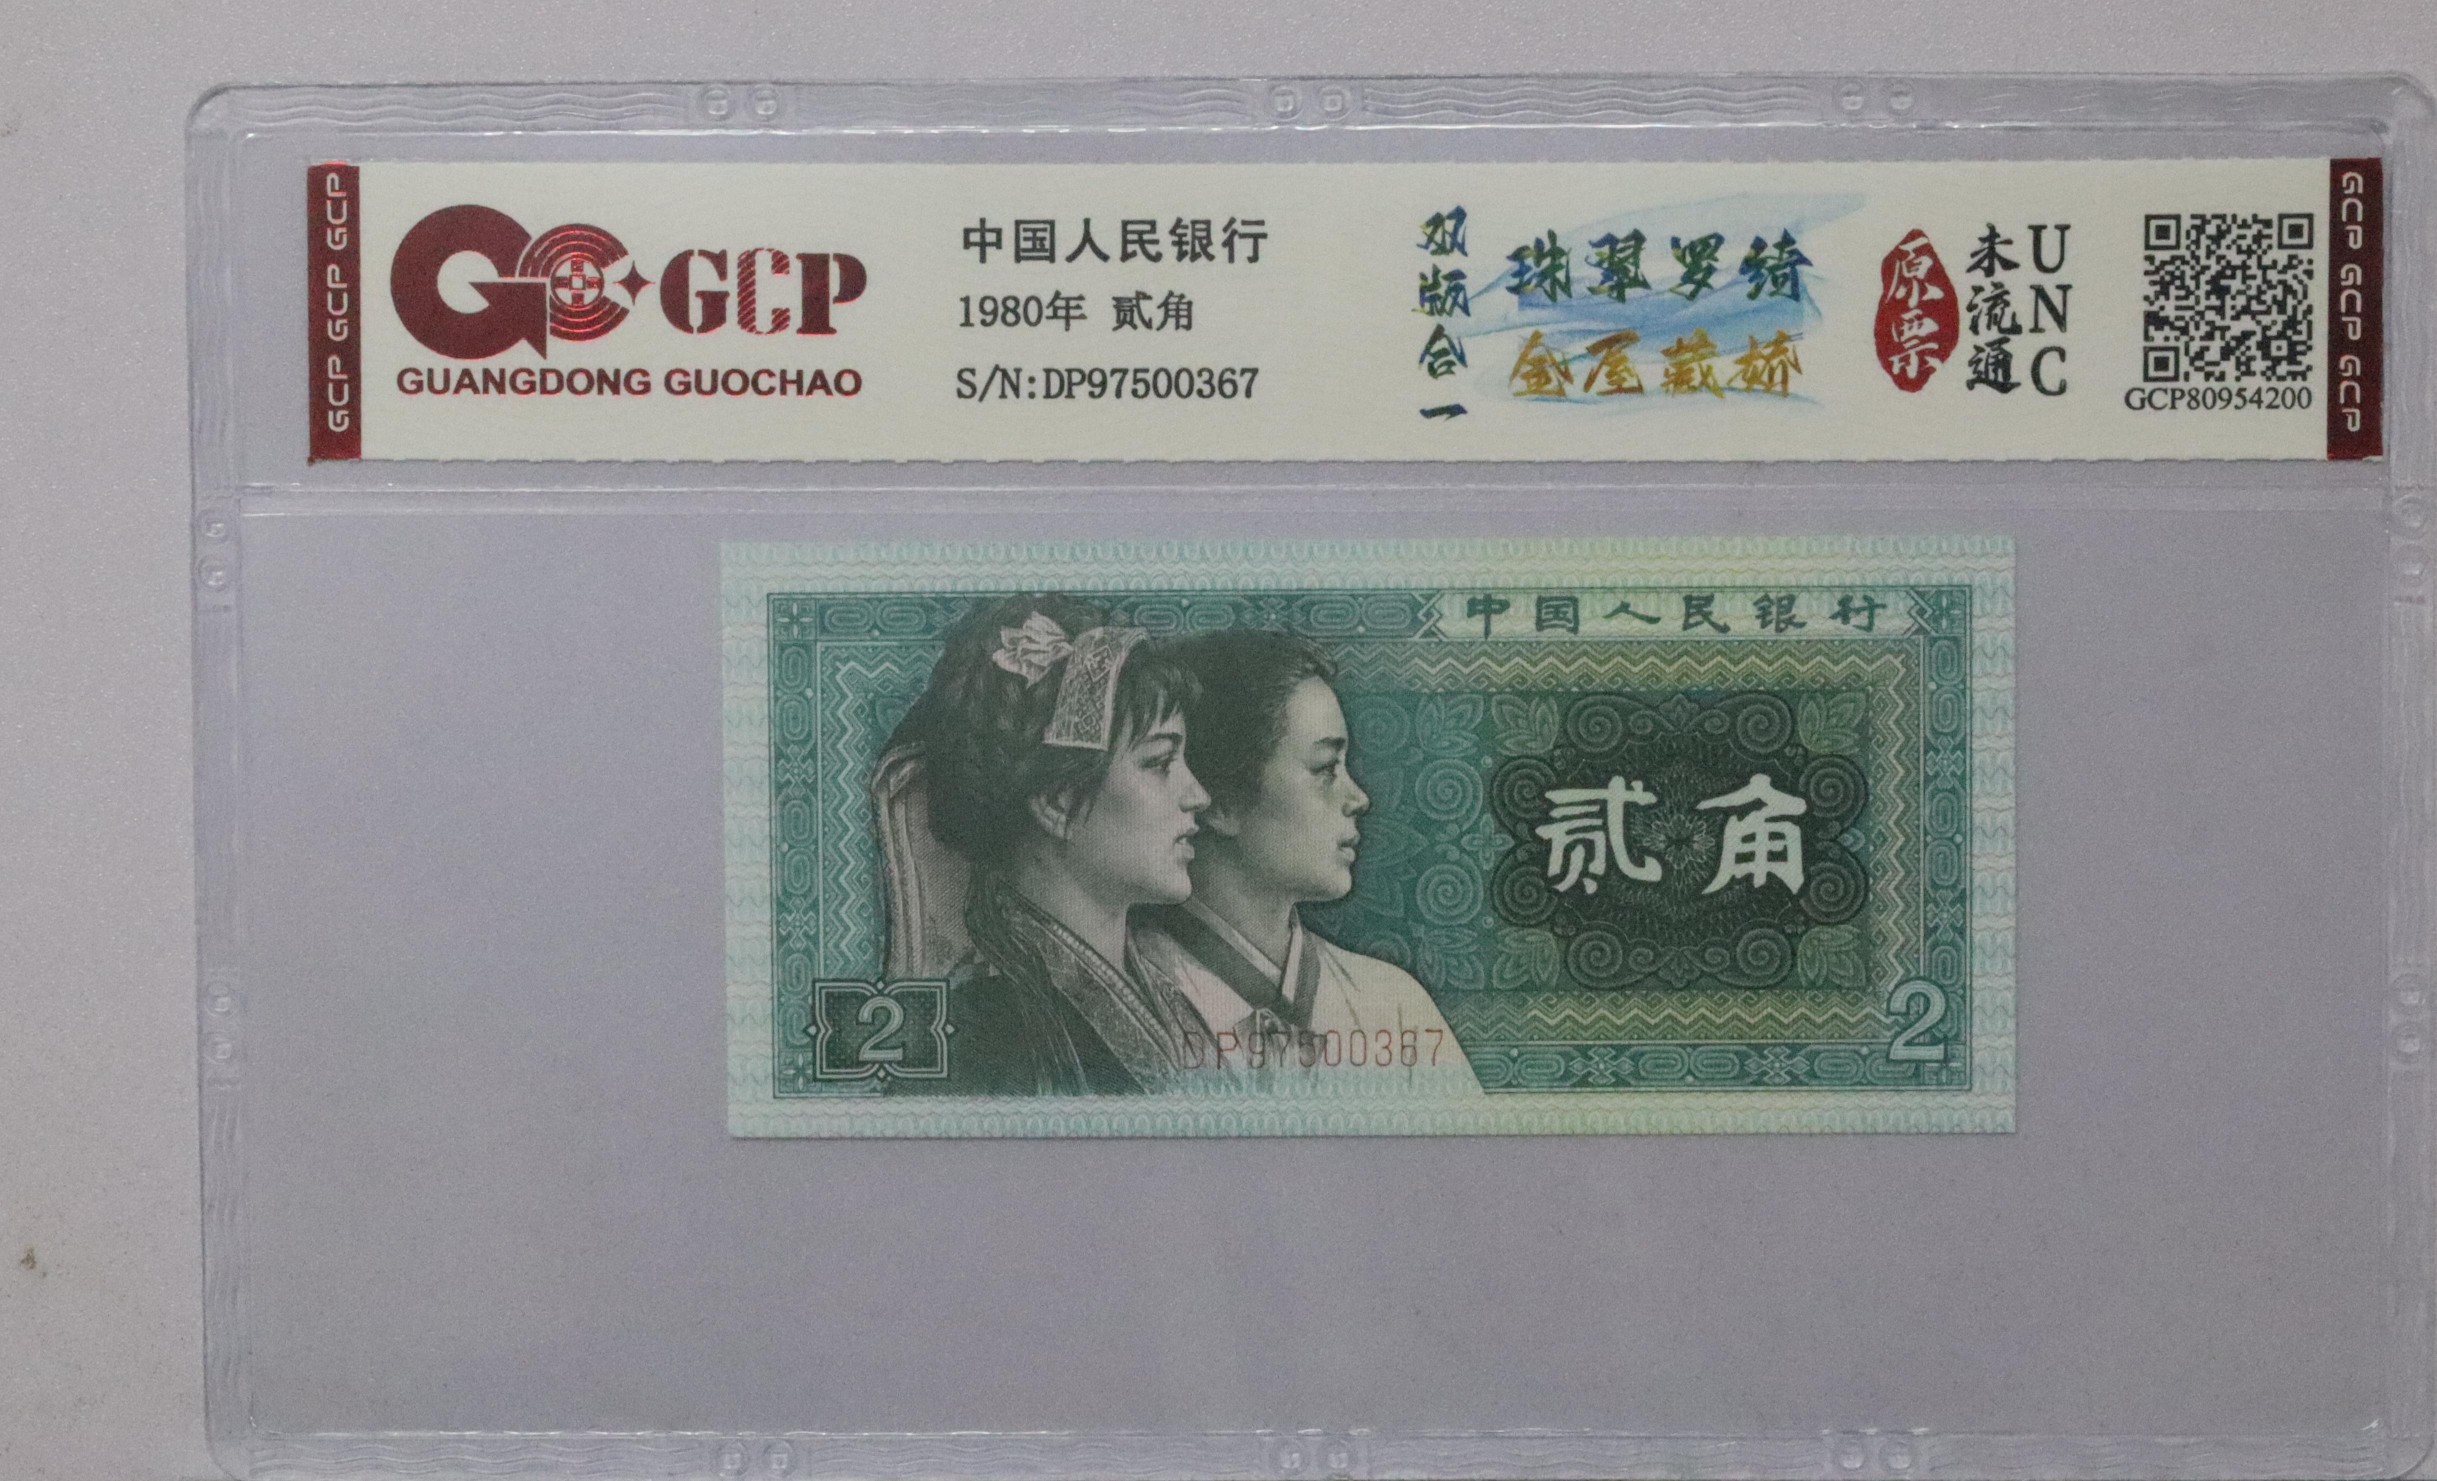 GCP GCP GCP
GCP
GUANGDONG GUOCHAO
中国人民银行
1980年 贰角
S/N:DP97500367
双版合一
珠翠罗绮
金屋藏娇
原票
未流通
UNC
GCP80954200
GCP GCP GCP
中国人民银行
贰角
2
2
DP97500367